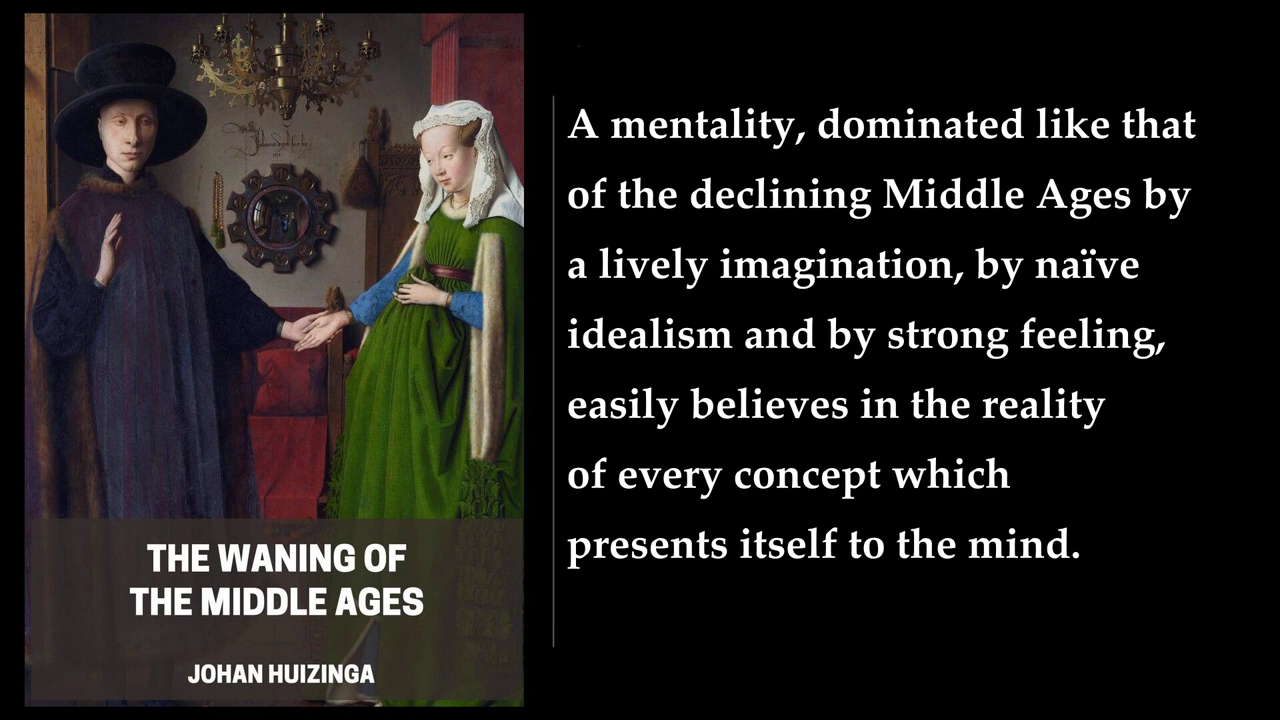 THE WANING OF
THE MIDDLE AGES
JOHAN HUIZINGA
A mentality, dominated like that
of the declining Middle Ages by
a lively imagination, by naïve
idealism and by strong feeling,
easily believes in the reality
of every concept which
presents itself to the mind.